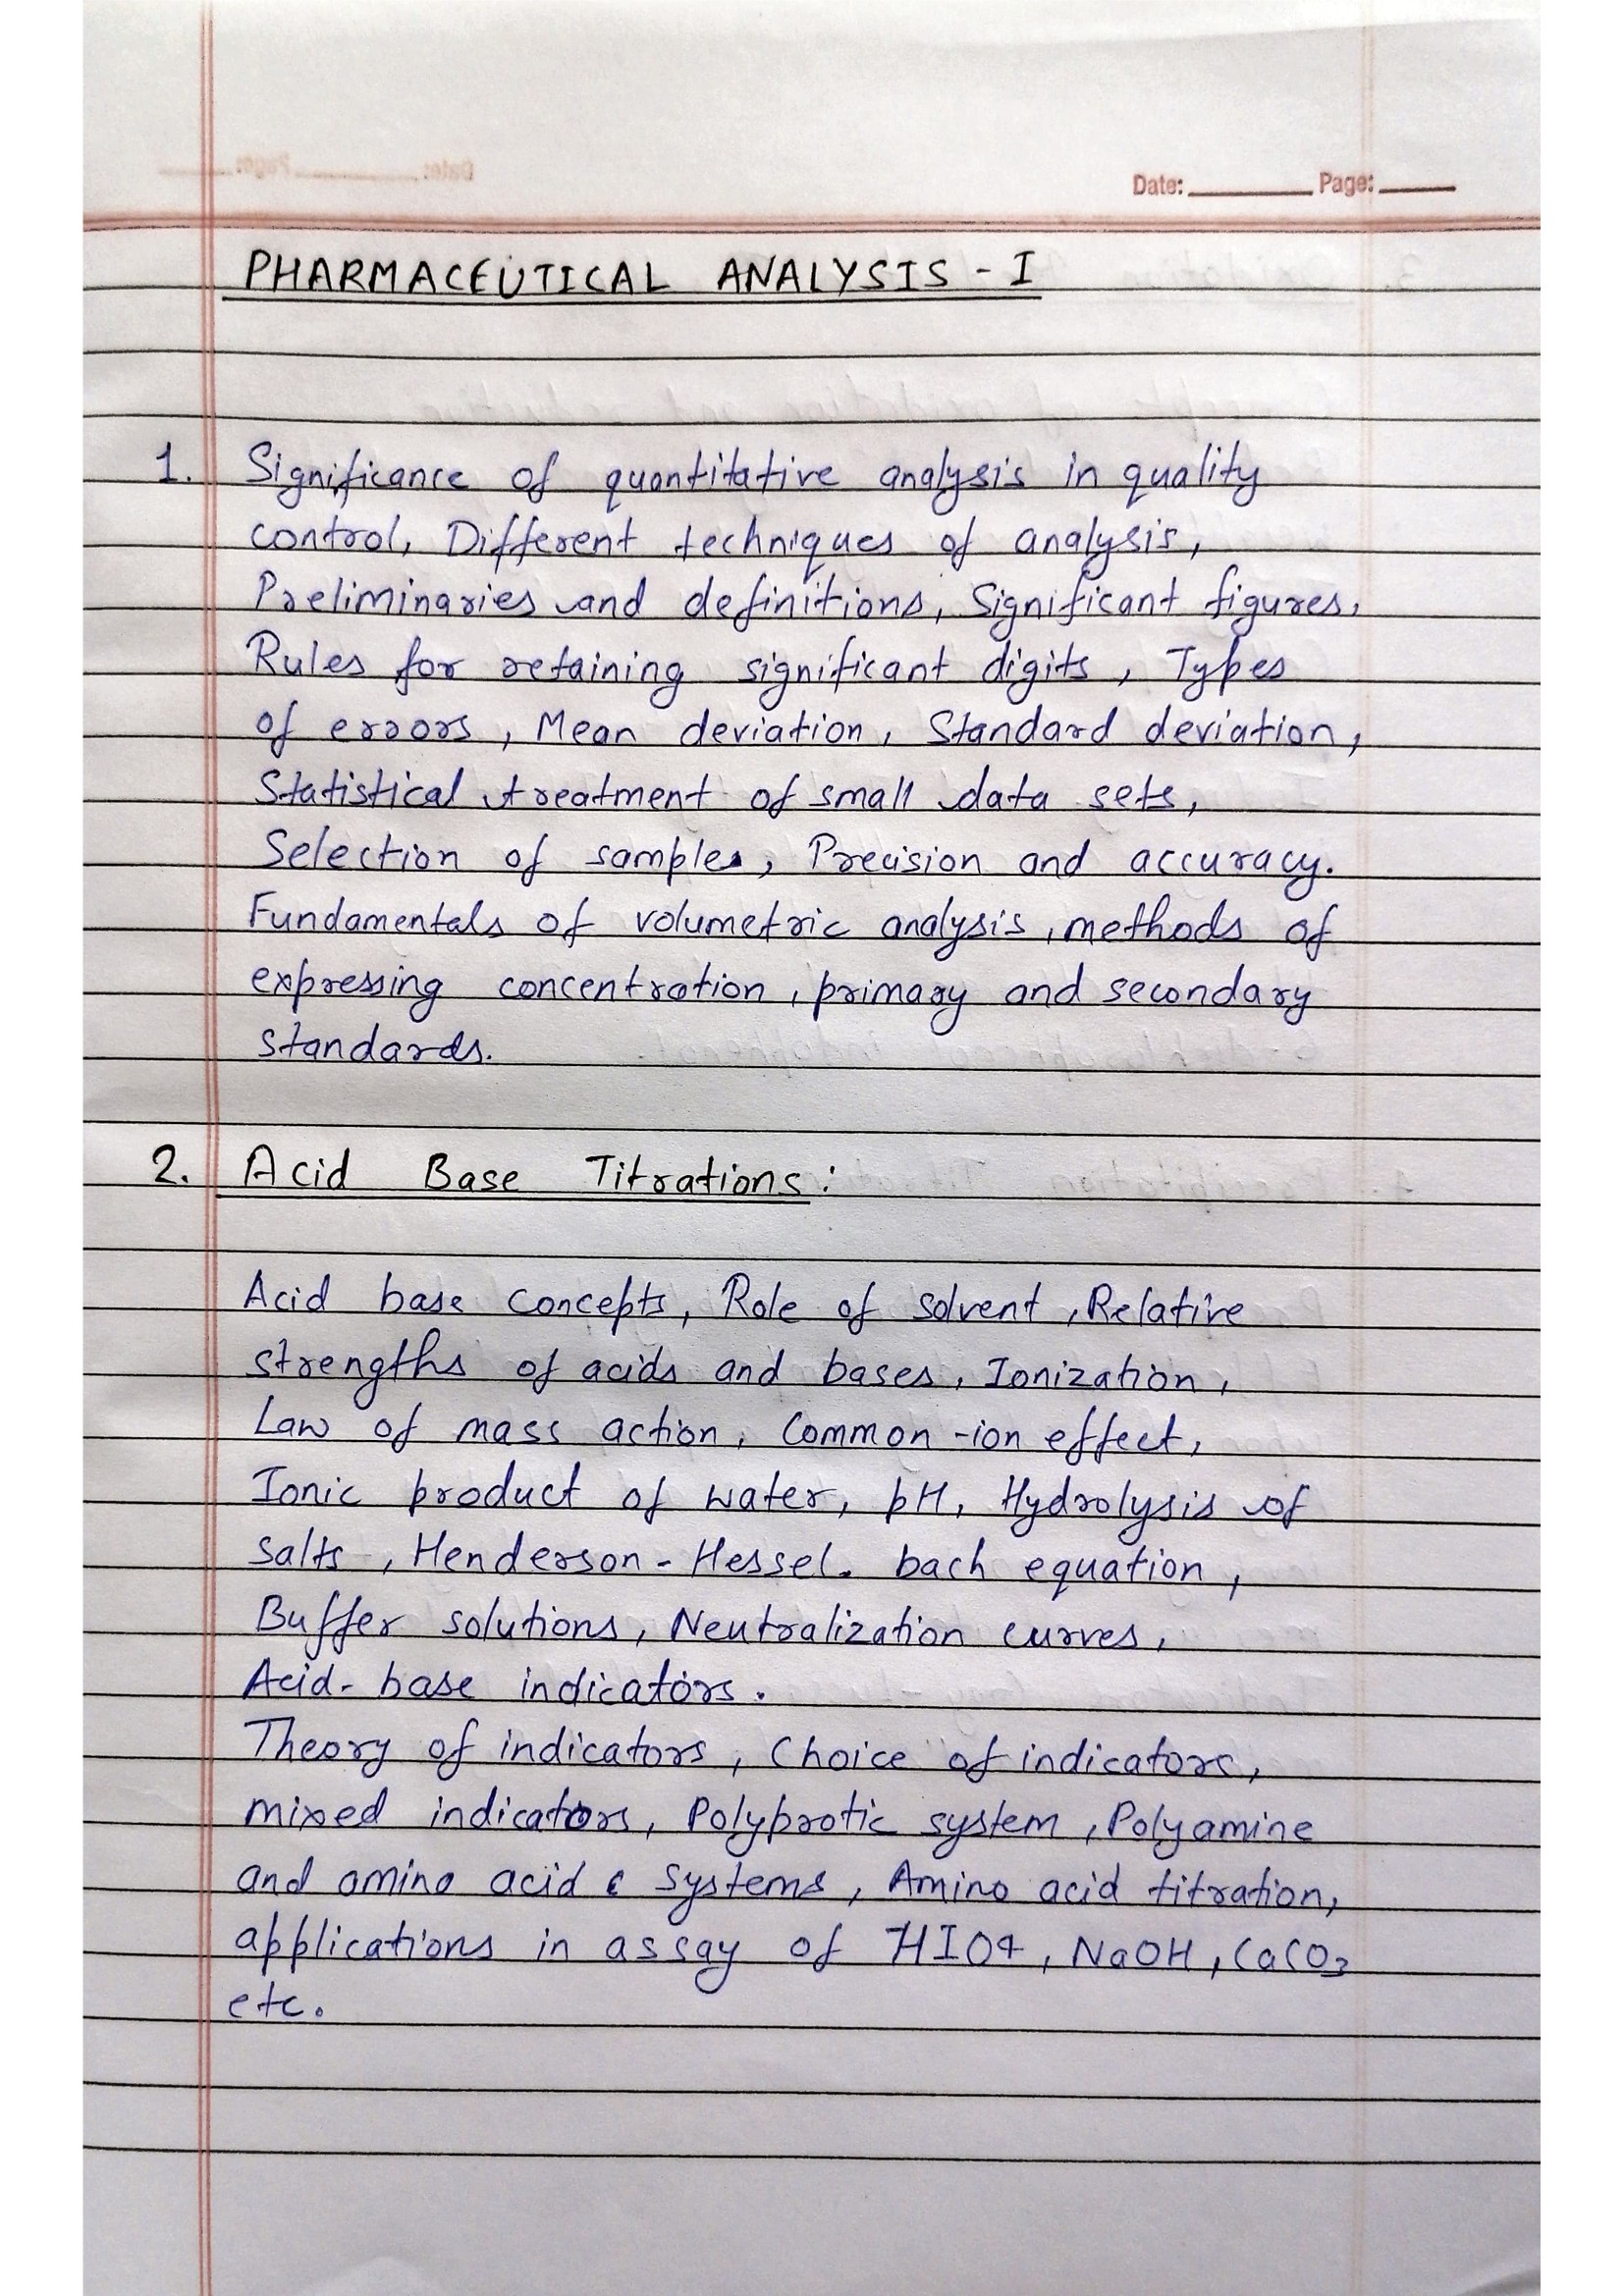 Date: Page:
PHARMACEUTICAL ANALYSIS - I
1. Significance of quantitative analysis in quality
control, Different techniques of analysis,
Preliminaries and definitions, Significant figures,
Rules for retaining significant digits, Types
of errors, Mean deviation, Standard deviation,
Statistical treatment of small data sets,
Selection of samples, Precision and accuracy.
Fundamentals of volumetric analysis, methods of
expressing concentration, primary and secondary
standards.
2. Acid Base Titrations:
Acid base concepts, Role of solvent, Relative
strengths of acids and bases, Ionization,
Law of mass action, Common-ion effect,
Ionic product of water, pH, Hydrolysis of
salts, Henderson - Hessel. bach equation,
Buffer solutions, Neutralization curves,
Acid-base indicators.
Theory of indicators, Choice of indicators,
mixed indicators, Polyprotic system, Polyamine
and amino acid systems, Amino acid titration,
applications in assay of HIO4, NaOH, CaCO3
etc.